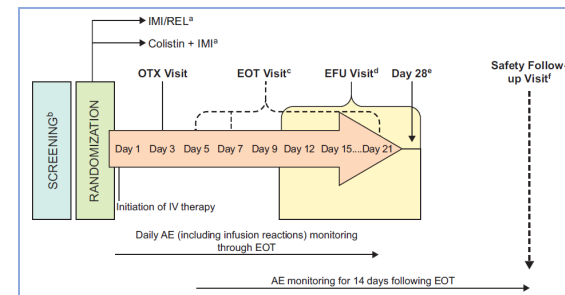 IMI/RELᵃ
Colistin + IMIᵃ
OTX Visit
EOT Visitᶜ
EFU Visitᵈ
Day 28ᵉ
Safety Follow-
up Visitᶠ
SCREENINGᵇ
RANDOMIZATION
Day 1 Day 3 Day 5 Day 7 Day 9 Day 12 Day 15....Day 21
Initiation of IV therapy
Daily AE (including infusion reactions) monitoring
through EOT
AE monitoring for 14 days following EOT